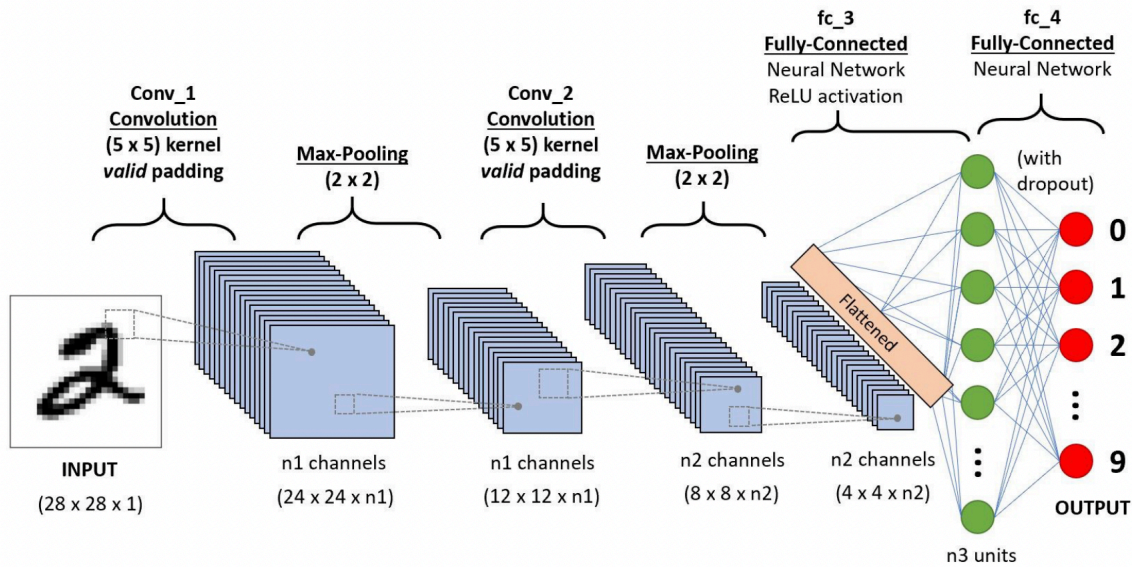 Conv_1
Convolution
(5 x 5) kernel
valid padding
Max-Pooling
(2 x 2)
Conv_2
Convolution
(5 x 5) kernel
valid padding
Max-Pooling
(2 x 2)
fc_3
Fully-Connected
Neural Network
ReLU activation
fc_4
Fully-Connected
Neural Network
(with
dropout)
2
INPUT
(28 x 28 x 1)
n1 channels
(24 x 24 x n1)
n1 channels
(12 x 12 x n1)
n2 channels
(8 x 8 x n2)
n2 channels
(4 x 4 x n2)
Flattened
n3 units
0
1
2
9
OUTPUT